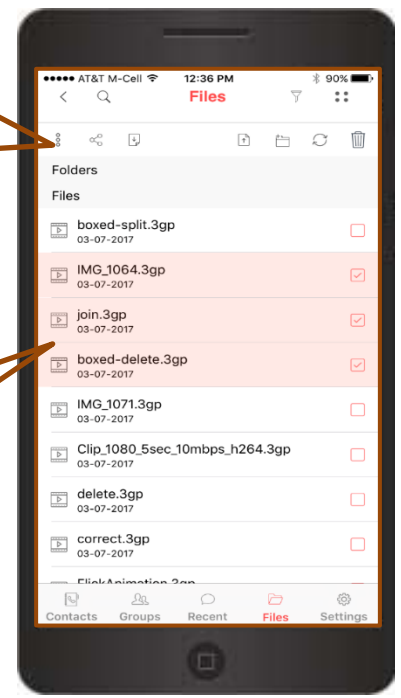 AT&T M-Cell 12:36 PM 90%
Files
Folders
Files
boxed-split.3gp
03-07-2017
IMG_1064.3gp
03-07-2017
join.3gp
03-07-2017
boxed-delete.3gp
03-07-2017
IMG_1071.3gp
03-07-2017
Clip_1080_5sec_10mbps_h264.3gp
03-07-2017
delete.3gp
03-07-2017
correct.3gp
03-07-2017
Contacts Groups Recent Files Settings